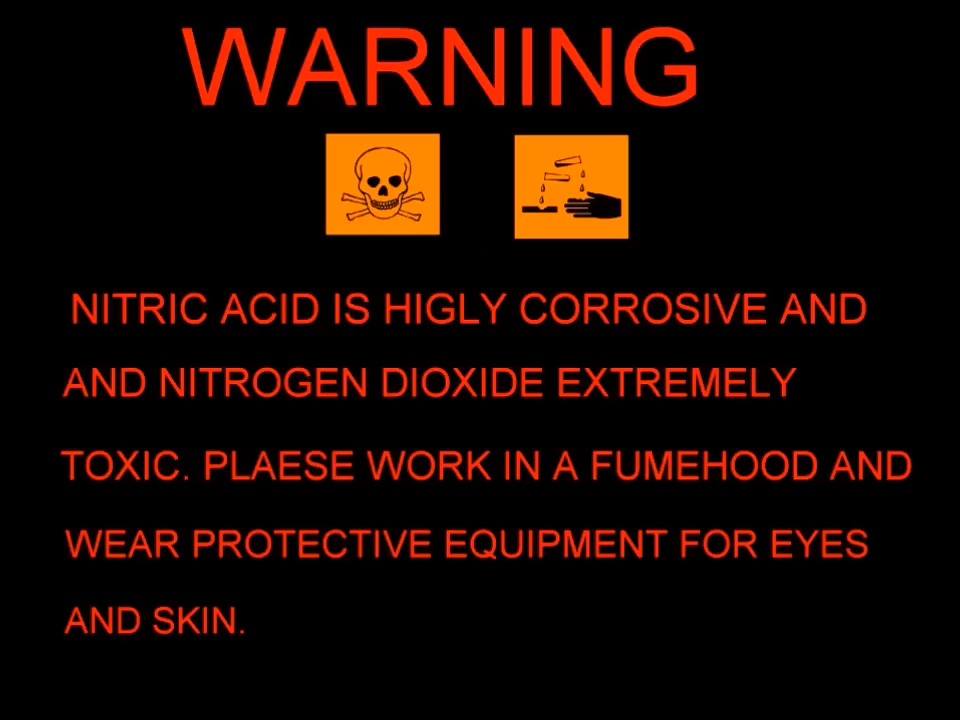 WARNING
NITRIC ACID IS HIGLY CORROSIVE AND
AND NITROGEN DIOXIDE EXTREMELY
TOXIC. PLAESE WORK IN A FUMEHOOD AND
WEAR PROTECTIVE EQUIPMENT FOR EYES
AND SKIN.